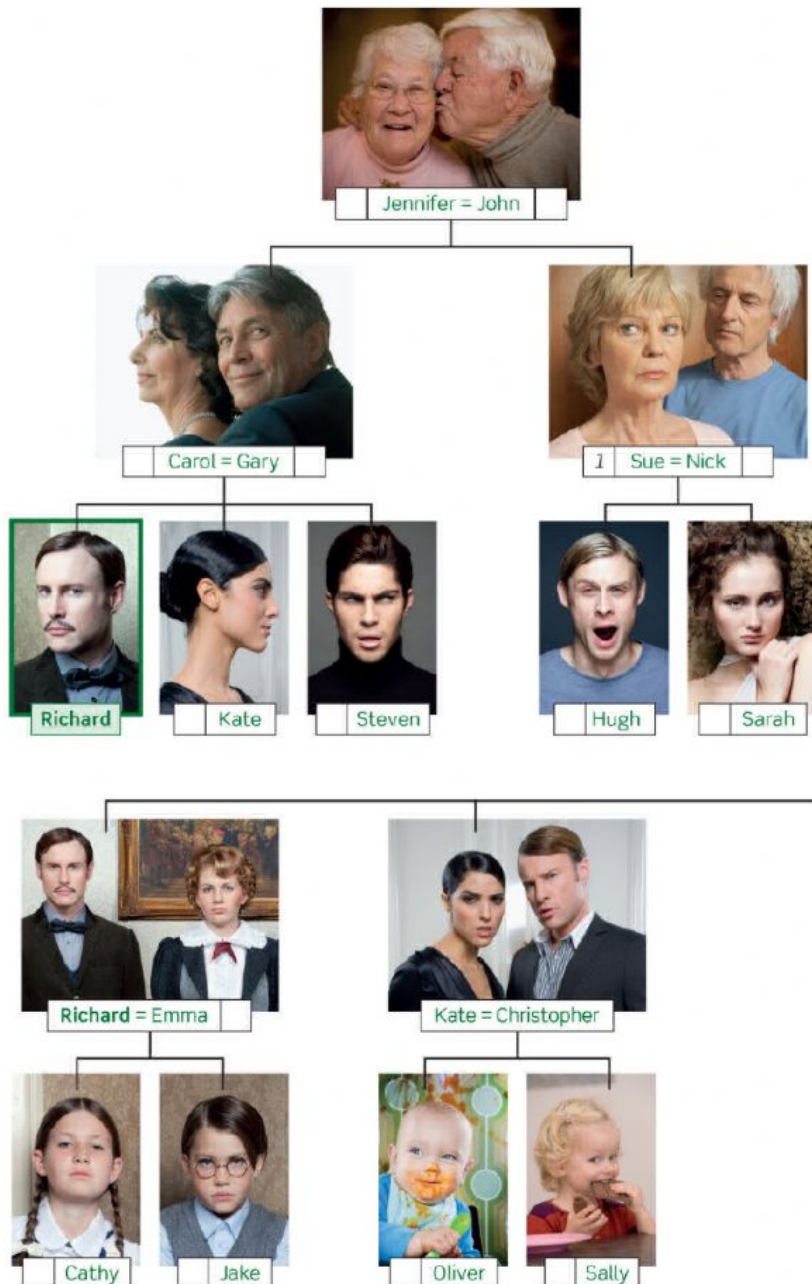 Jennifer = John
Carol = Gary
1 Sue = Nick
Richard
Kate
Steven
Hugh
Sarah
Richard = Emma
Kate = Christopher
Cathy
Jake
Oliver
Sally